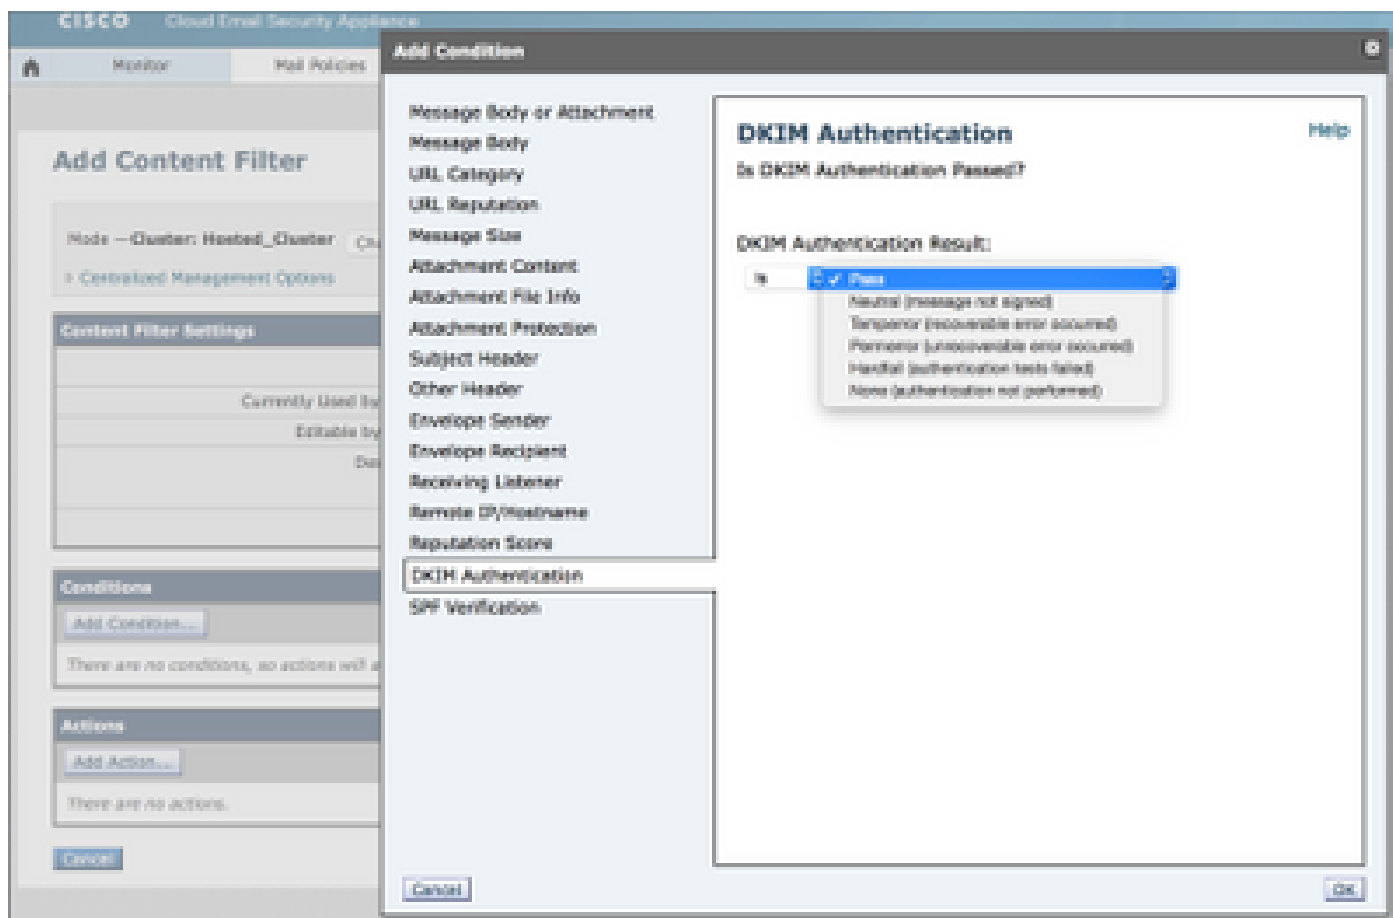 CISCO Cloud Email Security Appliance
Monitor Mail Policies
Add Content Filter
Mode — Cluster: Hosted_Cluster
Centralized Management Options
Content Filter Settings
Currently Used by
Editable by
Conditions
Add Condition...
There are no conditions, so actions will
Actions
Add Action...
There are no actions.
Cancel
Add Condition
Message Body or Attachment
Message Body
URL Category
URL Reputation
Message Size
Attachment Content
Attachment File Info
Attachment Protection
Subject Header
Other Header
Envelope Sender
Envelope Recipient
Receiving Listener
Remote IP/Hostname
Reputation Score
DKIM Authentication
SPF Verification
DKIM Authentication
Help
Is DKIM Authentication Passed?
DKIM Authentication Result:
Is
Pass
Neutral (message not signed)
Temperror (recoverable error occurred)
Permerror (unrecoverable error occurred)
Hardfail (authentication tests failed)
None (authentication not performed)
Cancel
OK